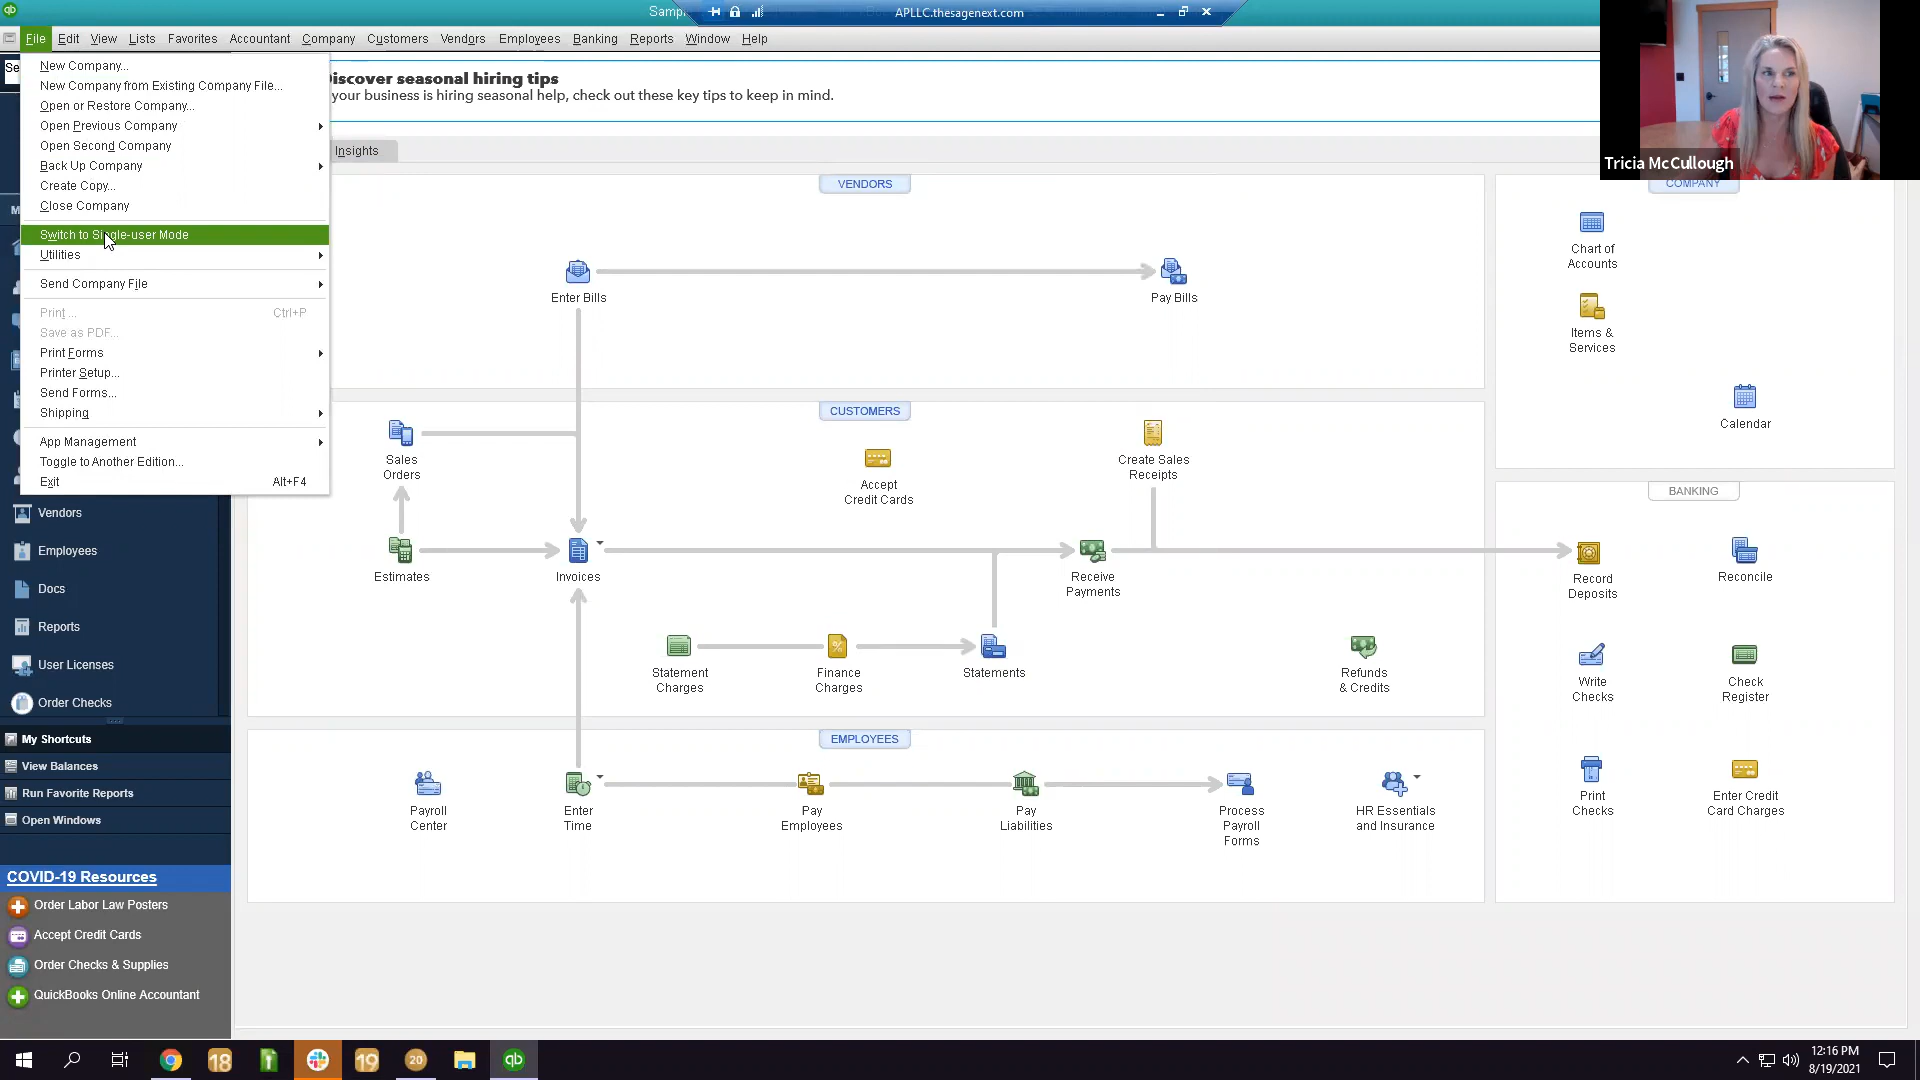 Samp
APLLC.thesagenext.com
File Edit View Lists Favorites Accountant Company Customers Vendors Employees Banking Reports Window Help
Se
New Company...
New Company from Existing Company File...
Open or Restore Company...
Open Previous Company
Open Second Company
Back Up Company
Create Copy...
Close Company
Switch to Single-user Mode
Utilities
Send Company File
Print ... Ctrl+P
Save as PDF...
Print Forms
Printer Setup...
Send Forms...
Shipping
App Management
Toggle to Another Edition...
Exit Alt+F4
iscover seasonal hiring tips
your business is hiring seasonal help, check out these key tips to keep in mind.
Insights
Tricia McCullough
VENDORS
Enter Bills
Pay Bills
CUSTOMERS
Sales
Orders
Accept
Credit Cards
Create Sales
Receipts
Estimates
Invoices
Receive
Payments
Statement
Charges
Finance
Charges
Statements
Refunds
& Credits
EMPLOYEES
Payroll
Center
Enter
Time
Pay
Employees
Pay
Liabilities
Process
Payroll
Forms
HR Essentials
and Insurance
COMPANY
Chart of
Accounts
Items &
Services
Calendar
BANKING
Record
Deposits
Reconcile
Write
Checks
Check
Register
Print
Checks
Enter Credit
Card Charges
M
Vendors
Employees
Docs
Reports
User Licenses
Order Checks
My Shortcuts
View Balances
Run Favorite Reports
Open Windows
COVID-19 Resources
Order Labor Law Posters
Accept Credit Cards
Order Checks & Supplies
QuickBooks Online Accountant
18
19
20
qb
12:16 PM
8/19/2021